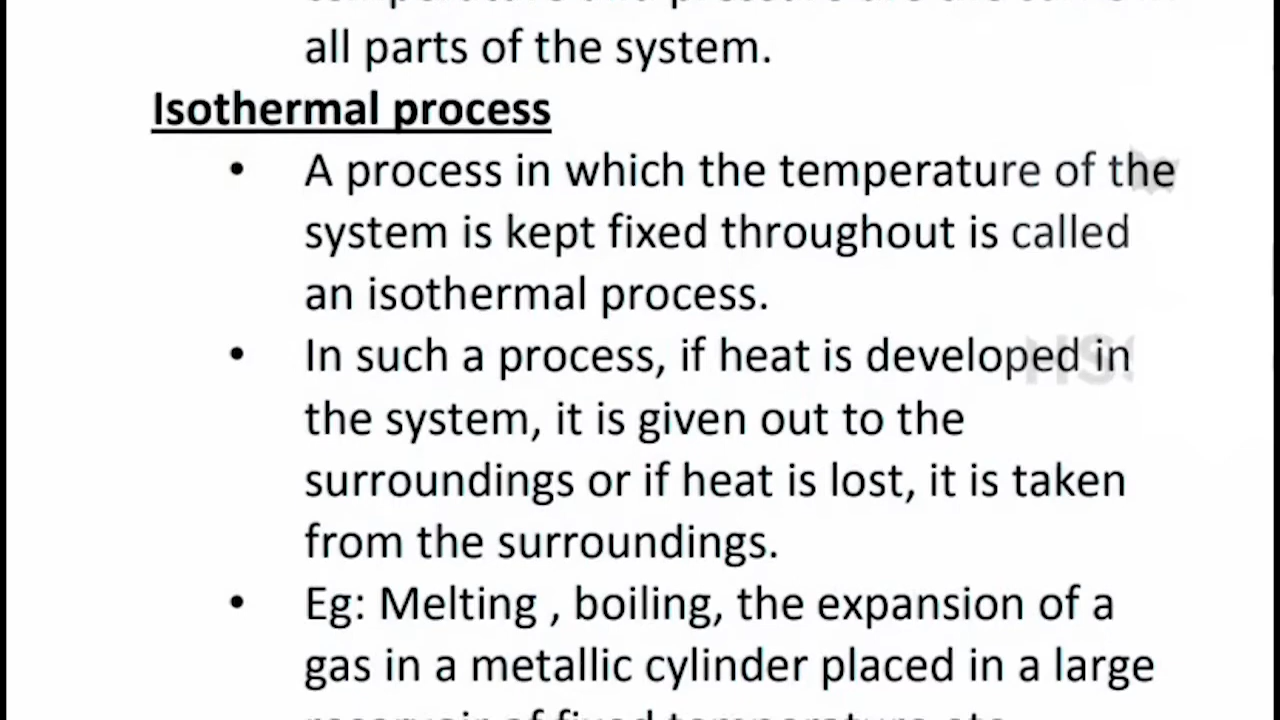 all parts of the system.
Isothermal process
• A process in which the temperature of the
system is kept fixed throughout is called
an isothermal process.
• In such a process, if heat is developed in
the system, it is given out to the
surroundings or if heat is lost, it is taken
from the surroundings.
• Eg: Melting , boiling, the expansion of a
gas in a metallic cylinder placed in a large